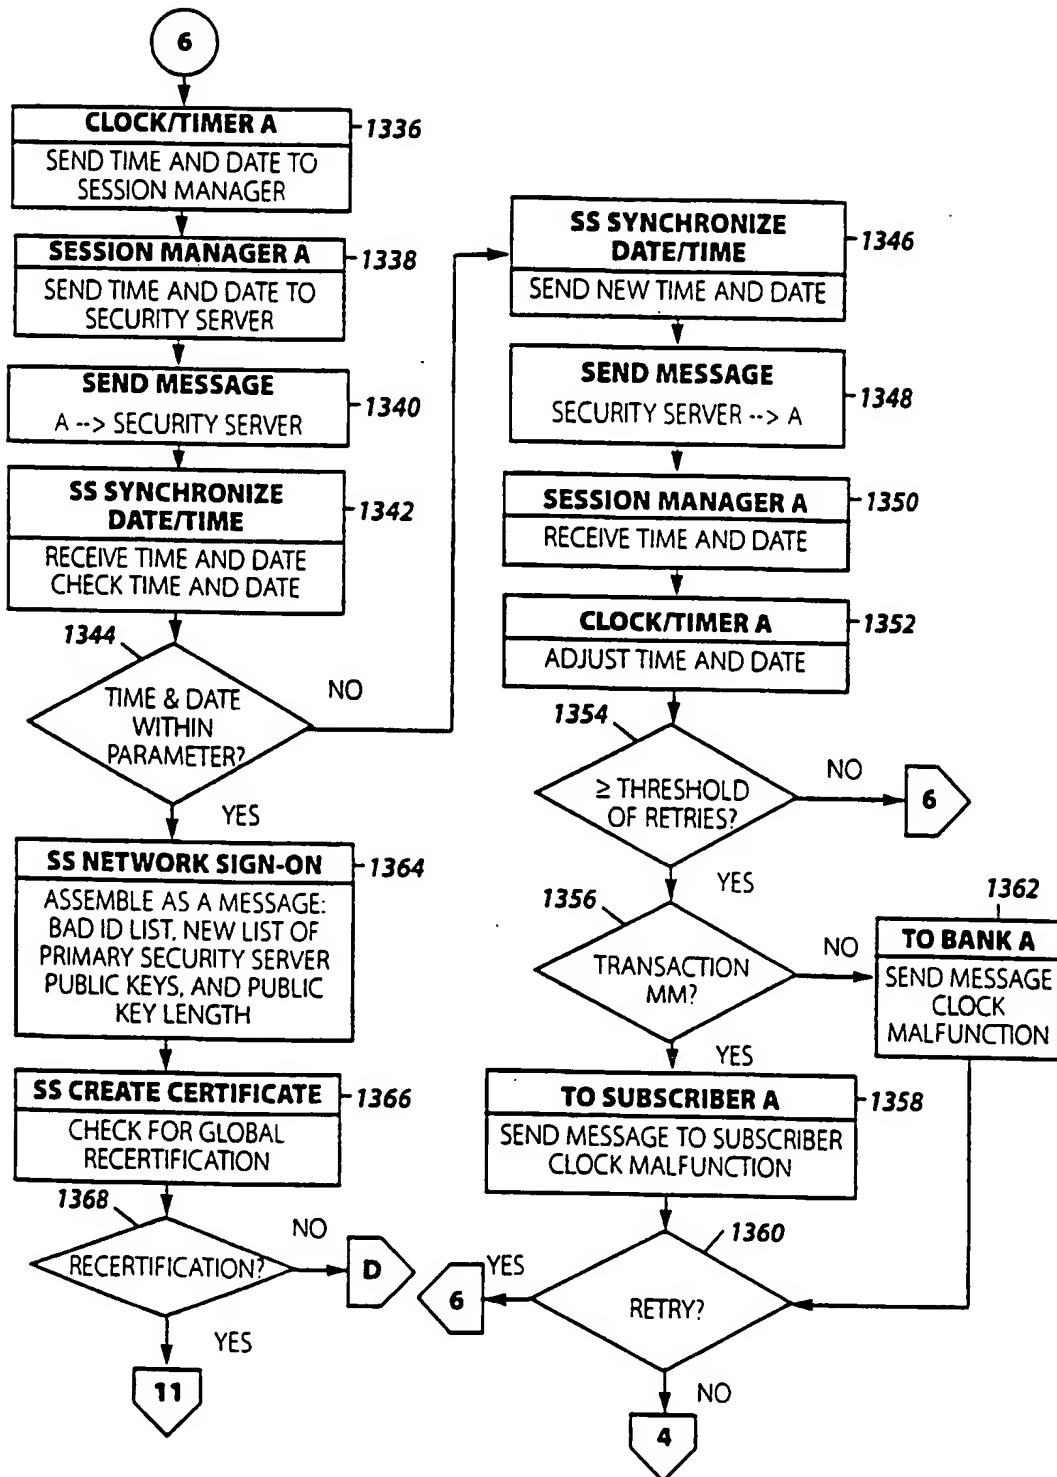 6
CLOCK/TIMER A
1336
SEND TIME AND DATE TO
SESSION MANAGER
SESSION MANAGER A
1338
SEND TIME AND DATE TO
SECURITY SERVER
SEND MESSAGE
1340
A --> SECURITY SERVER
SS SYNCHRONIZE
DATE/TIME
1342
RECEIVE TIME AND DATE
CHECK TIME AND DATE
1344
TIME & DATE
WITHIN
PARAMETER?
NO
YES
SS NETWORK SIGN-ON
1364
ASSEMBLE AS A MESSAGE:
BAD ID LIST, NEW LIST OF
PRIMARY SECURITY SERVER
PUBLIC KEYS, AND PUBLIC
KEY LENGTH
SS CREATE CERTIFICATE
1366
CHECK FOR GLOBAL
RECERTIFICATION
1368
RECERTIFICATION?
NO
D
YES
11
SS SYNCHRONIZE
DATE/TIME
1346
SEND NEW TIME AND DATE
SEND MESSAGE
1348
SECURITY SERVER --> A
SESSION MANAGER A
1350
RECEIVE TIME AND DATE
CLOCK/TIMER A
1352
ADJUST TIME AND DATE
1354
≥ THRESHOLD
OF RETRIES?
NO
6
YES
1356
TRANSACTION
MM?
NO
1362
TO BANK A
SEND MESSAGE
CLOCK
MALFUNCTION
YES
TO SUBSCRIBER A
1358
SEND MESSAGE TO SUBSCRIBER
CLOCK MALFUNCTION
1360
RETRY?
YES
6
NO
4